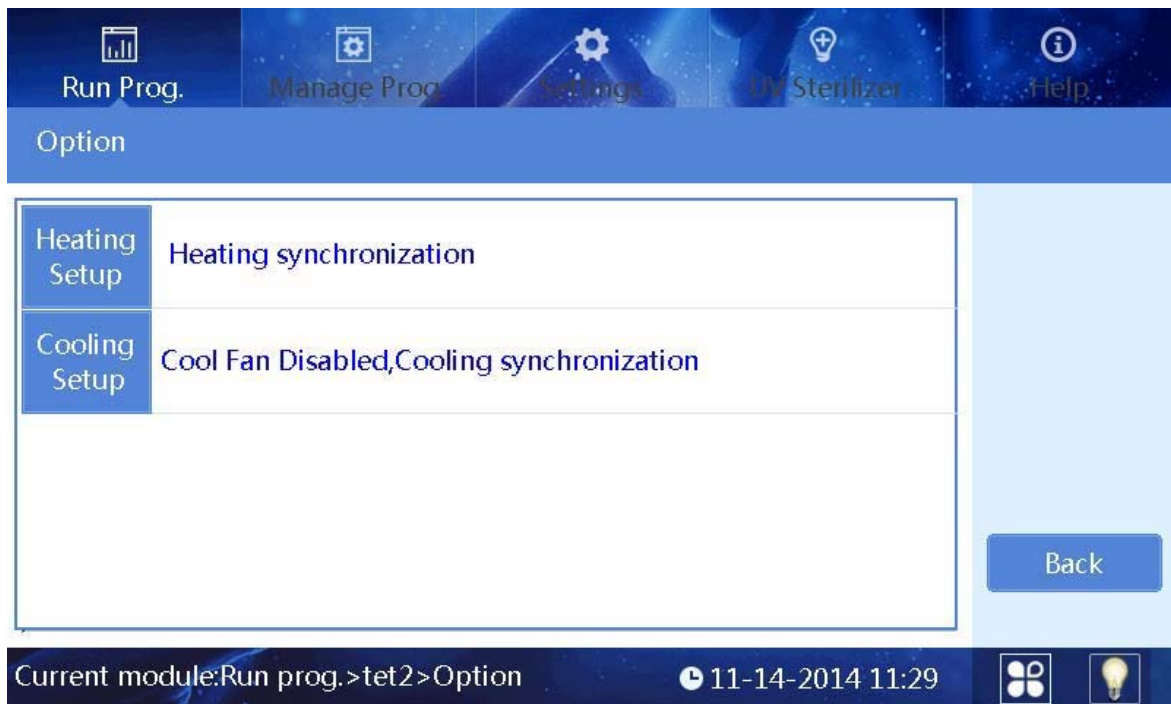 Run Prog.
Manage Prog.
Settings
UV Sterilizer
Help
Option
Heating
Setup
Heating synchronization
Cooling
Setup
Cool Fan Disabled,Cooling synchronization
Back
Current module:Run prog.>tet2>Option
11-14-2014 11:29